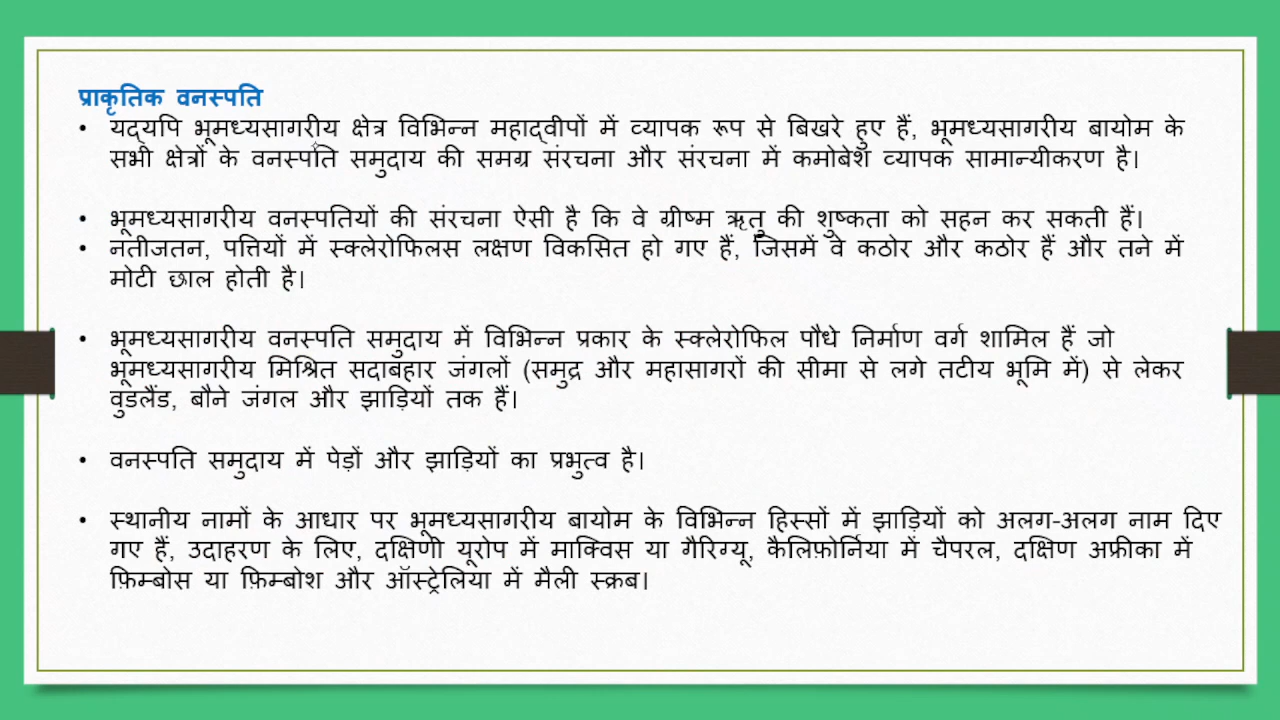 प्राकृतिक वनस्पति
• यद्यपि भूमध्यसागरीय क्षेत्र विभिन्न महाद्वीपों में व्यापक रूप से बिखरे हुए हैं, भूमध्यसागरीय बायोम के
सभी क्षेत्रों के वनस्पति समुदाय की समग्र संरचना और संरचना में कमोबेश व्यापक सामान्यीकरण है।
• भूमध्यसागरीय वनस्पतियों की संरचना ऐसी है कि वे ग्रीष्म ऋतु की शुष्कता को सहन कर सकती हैं।
• नतीजतन, पत्तियों में स्क्लेरोफिलस लक्षण विकसित हो गए हैं, जिसमें वे कठोर और कठोर हैं और तने में
मोटी छाल होती है।
• भूमध्यसागरीय वनस्पति समुदाय में विभिन्न प्रकार के स्क्लेरोफिल पौधे निर्माण वर्ग शामिल हैं जो
भूमध्यसागरीय मिश्रित सदाबहार जंगलों (समुद्र और महासागरों की सीमा से लगे तटीय भूमि में) से लेकर
वुडलैंड, बौने जंगल और झाड़ियों तक हैं।
• वनस्पति समुदाय में पेड़ों और झाड़ियों का प्रभुत्व है।
• स्थानीय नामों के आधार पर भूमध्यसागरीय बायोम के विभिन्न हिस्सों में झाड़ियों को अलग-अलग नाम दिए
गए हैं, उदाहरण के लिए, दक्षिणी यूरोप में माक्विस या गैरिग्यू, कैलिफ़ोर्निया में चैपरल, दक्षिण अफ्रीका में
फ़िम्बोस या फ़िम्बोश और ऑस्ट्रेलिया में मैली स्क्रब।